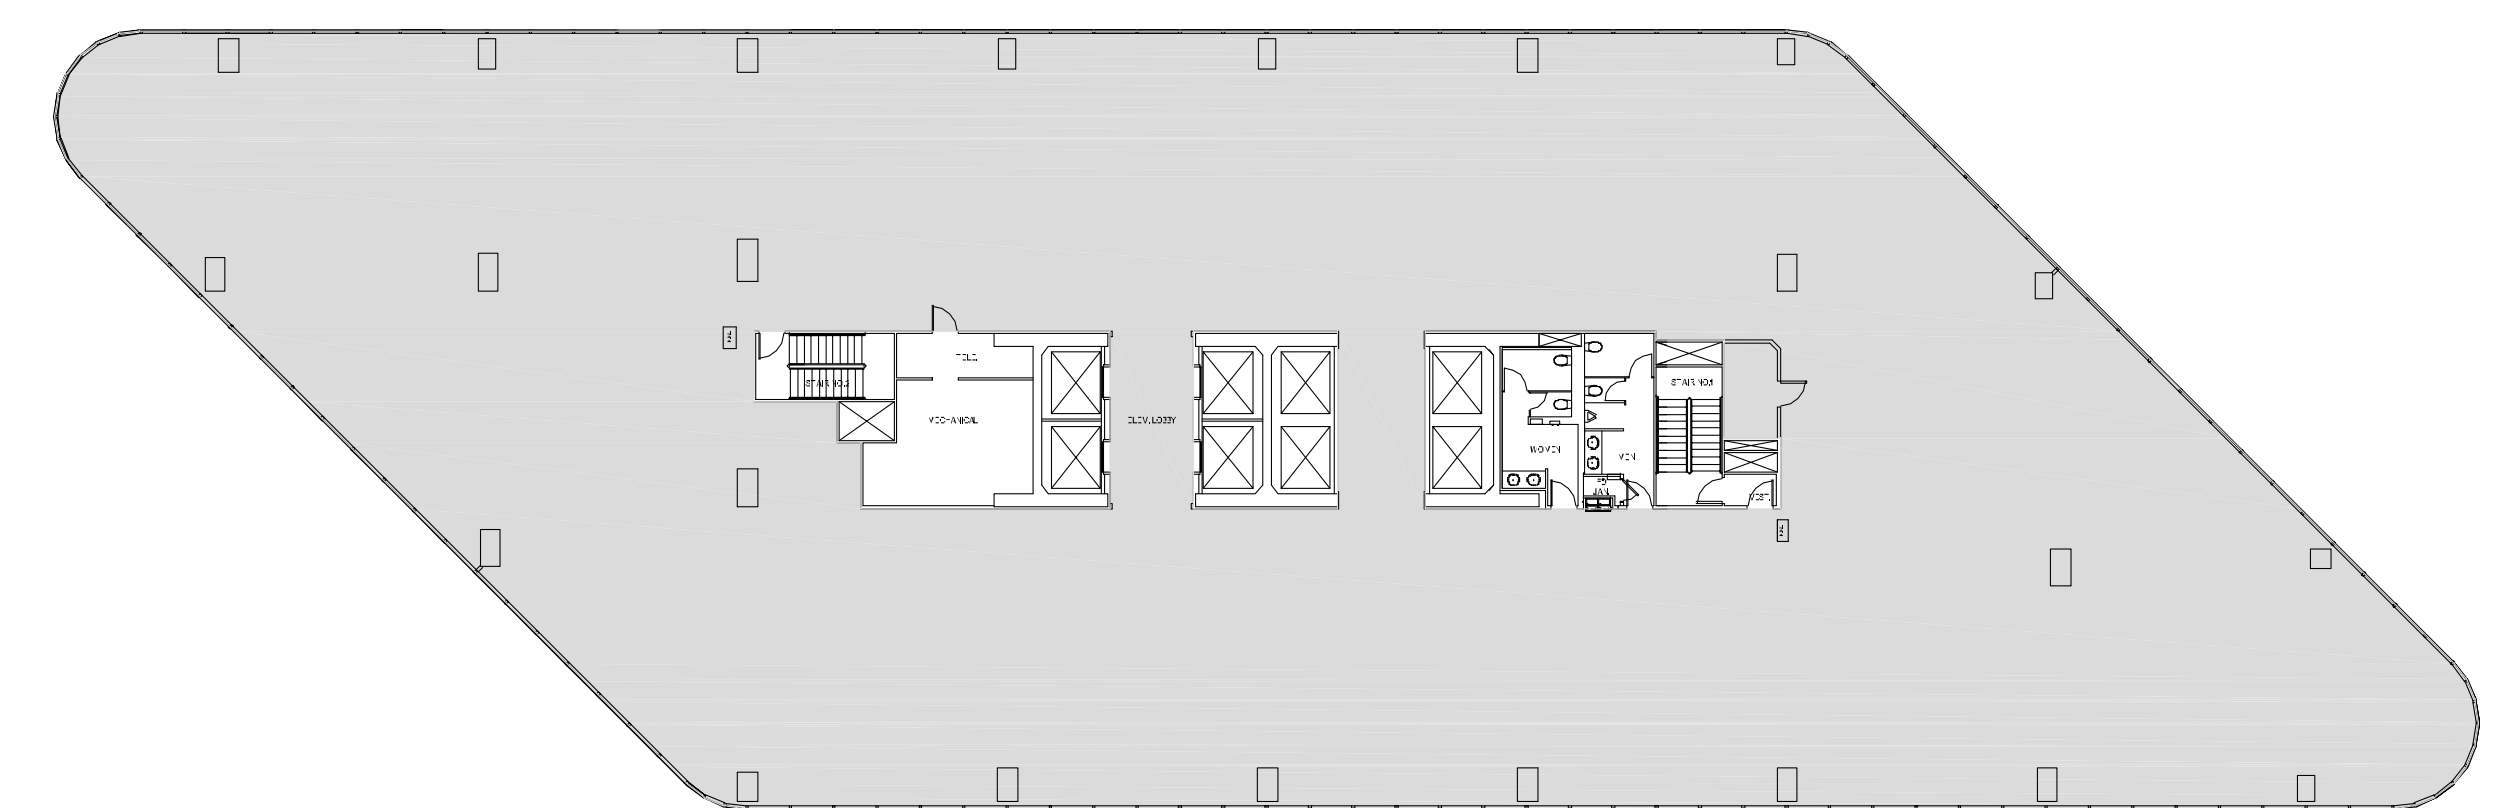 TELE.
STAIR NO.2
STAIR NO.1
MECHANICAL
ELEV. LOBBY
WOMEN
MEN
JAN.
VEST.